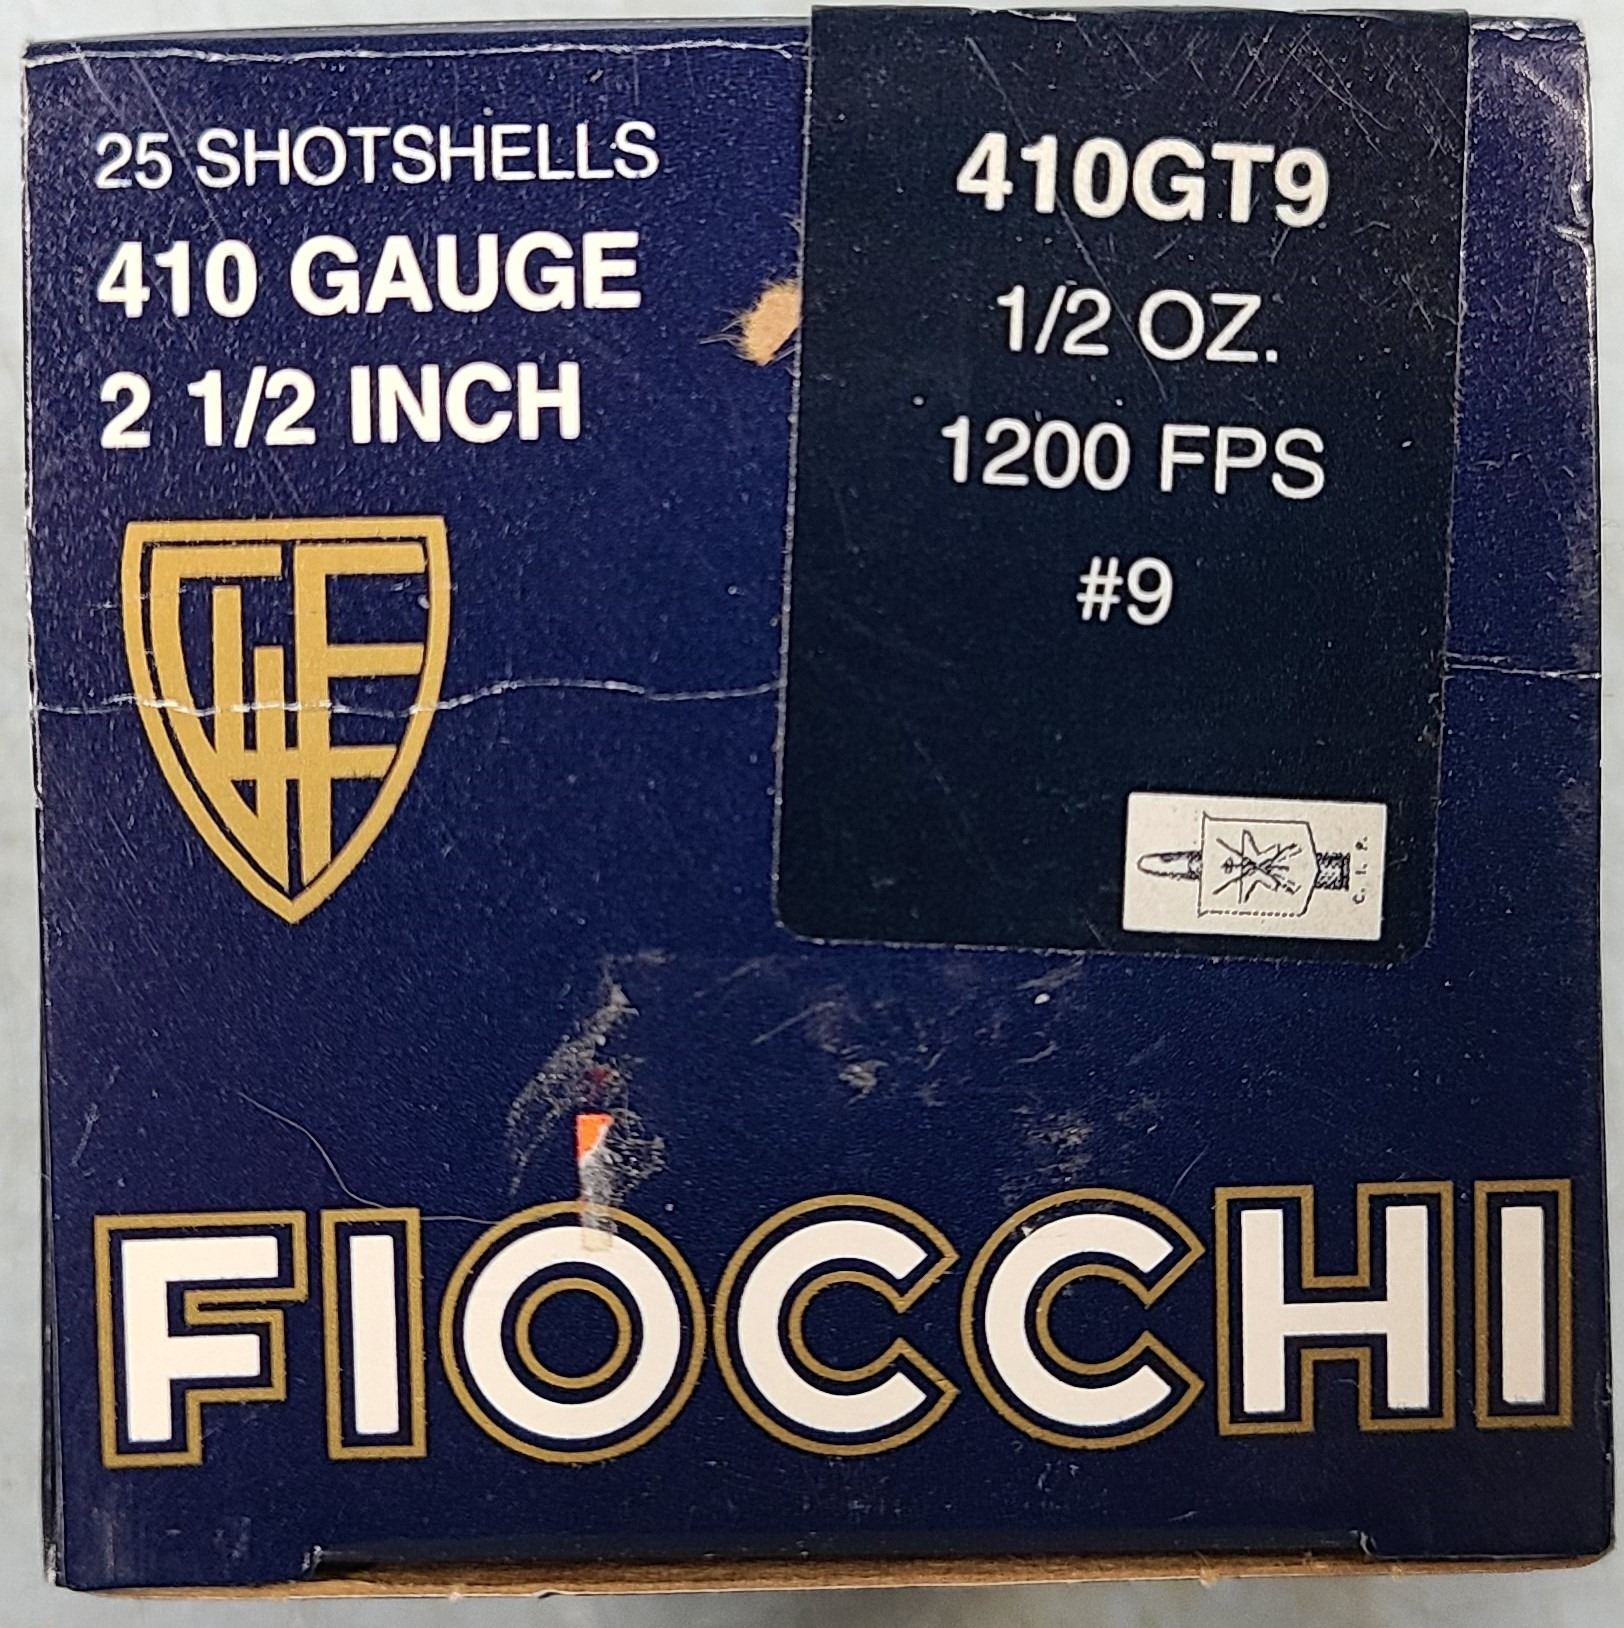 25 SHOTSHELLS
410 GAUGE
2 1/2 INCH
410GT9
1/2 OZ.
1200 FPS
#9
C. I. P.
FIOCCHI